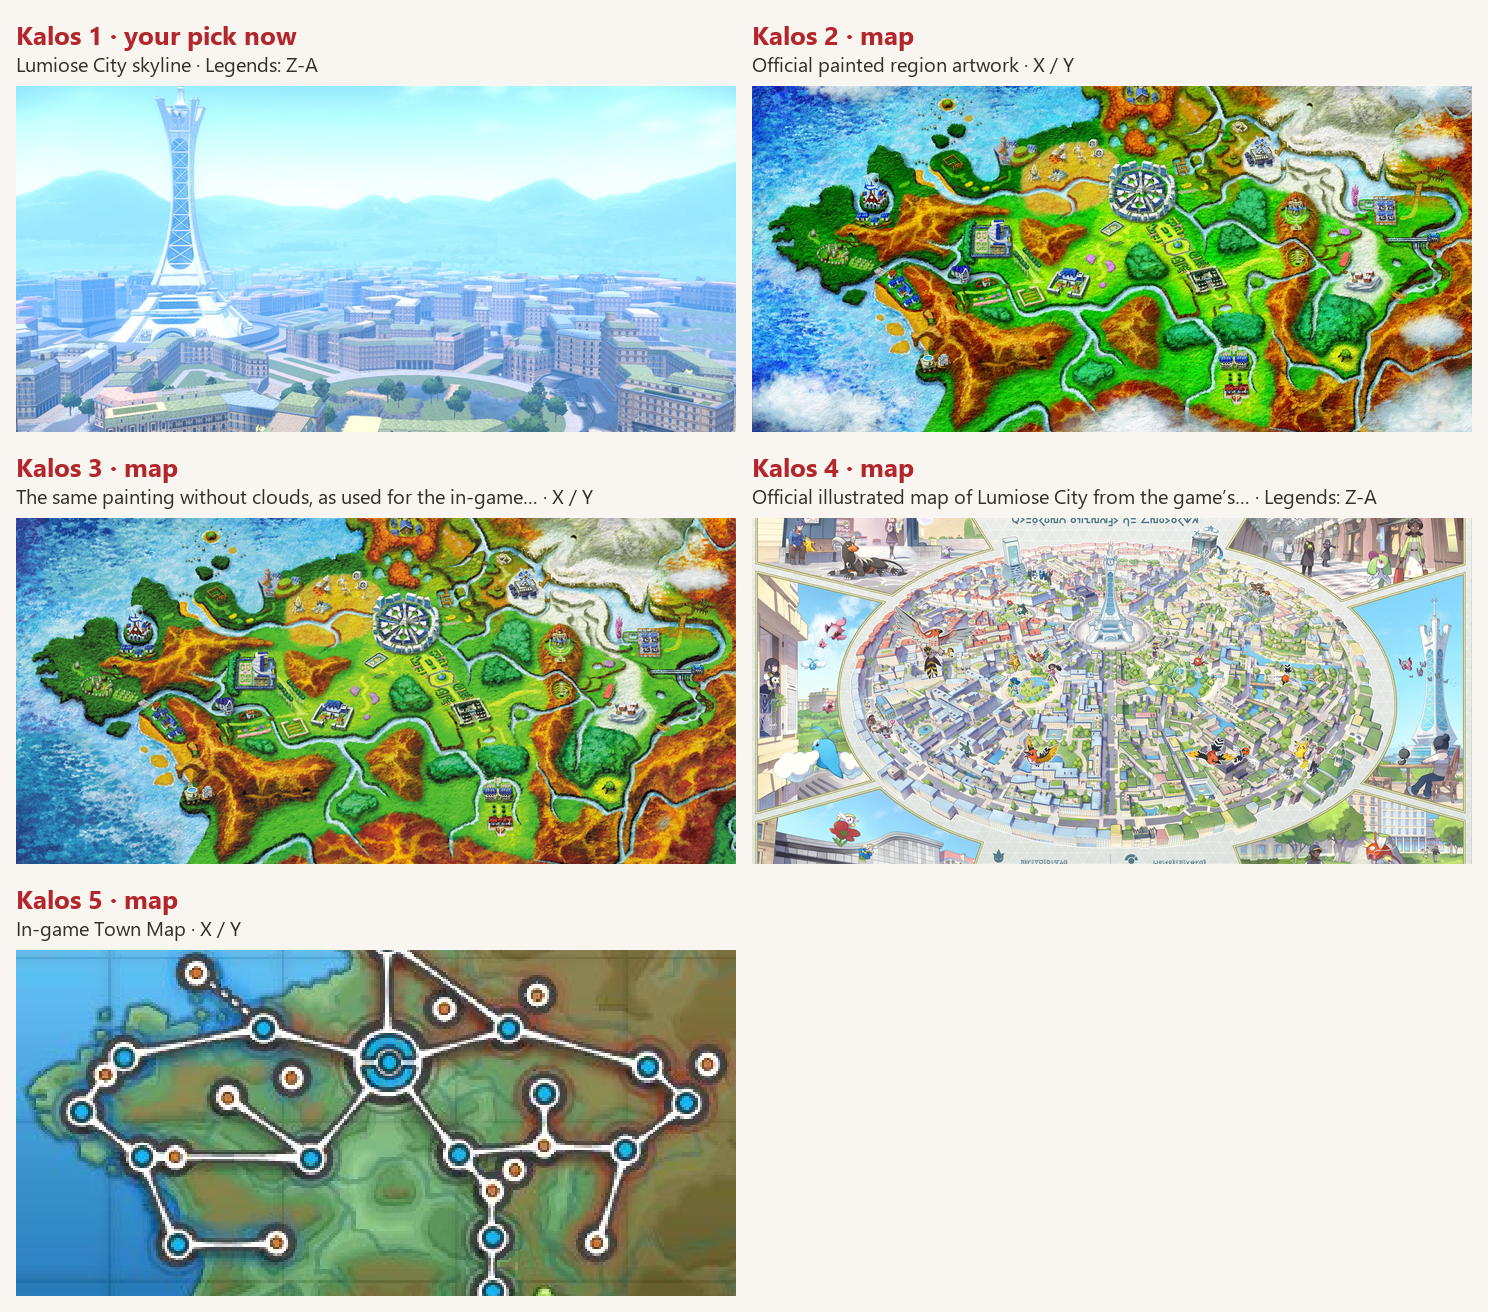 Kalos 1 · your pick now
Lumiose City skyline · Legends: Z-A
Kalos 2 · map
Official painted region artwork · X / Y
Kalos 3 · map
The same painting without clouds, as used for the in-game... · X / Y
Kalos 4 · map
Official illustrated map of Lumiose City from the game’s... · Legends: Z-A
Kalos 5 · map
In-game Town Map · X / Y